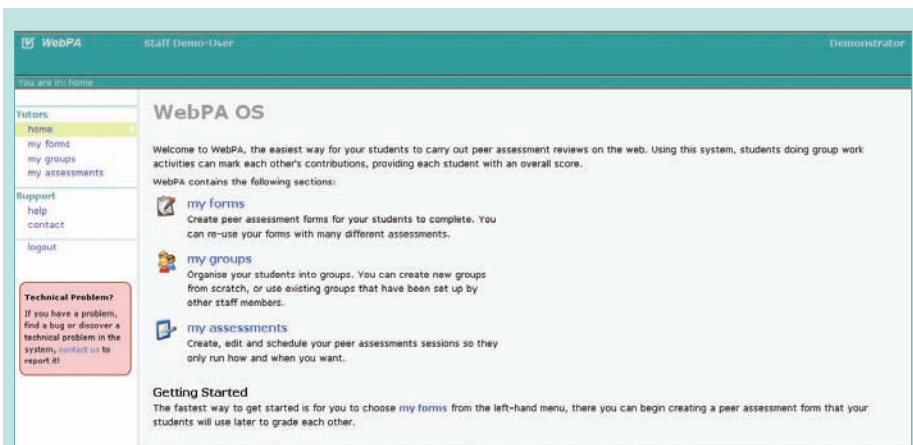 WebPA
Staff Demo-User
Demonstrator
You are in: home
Tutors
home
my forms
my groups
my assessments
Support
help
contact
logout
Technical Problem?
If you have a problem,
find a bug or discover a
technical problem in the
system, contact us to
report it!
WebPA OS
Welcome to WebPA, the easiest way for your students to carry out peer assessment reviews on the web. Using this system, students doing group work
activities can mark each other's contributions, providing each student with an overall score.
WebPA contains the following sections:
my forms
Create peer assessment forms for your students to complete. You
can re-use your forms with many different assessments.
my groups
Organise your students into groups. You can create new groups
from scratch, or use existing groups that have been set up by
other staff members.
my assessments
Create, edit and schedule your peer assessments sessions so they
only run how and when you want.
Getting Started
The fastest way to get started is for you to choose my forms from the left-hand menu, there you can begin creating a peer assessment form that your
students will use later to grade each other.